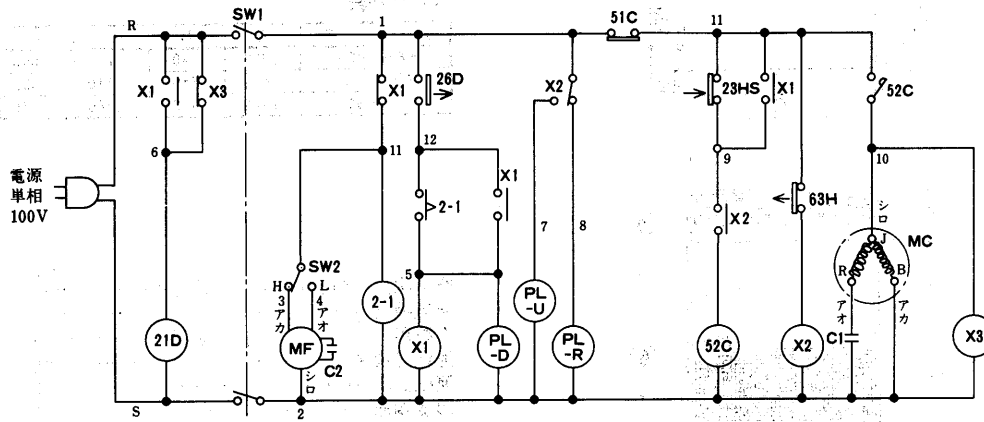 R
SW1
1
51C
11
X1
X3
X1
26D
X2
23HS
X1
52C
6
11
12
9
10
電源
単相
100V
X1
2-1
7
8
X2
63H
シロ
J
MC
R
B
SW2
H
L
3
4
アカ
アオ
5
PL
-U
アオ
アカ
21D
MF
C2
シロ
2-1
X1
PL
-D
PL
-R
52C
X2
C1
X3
S
2